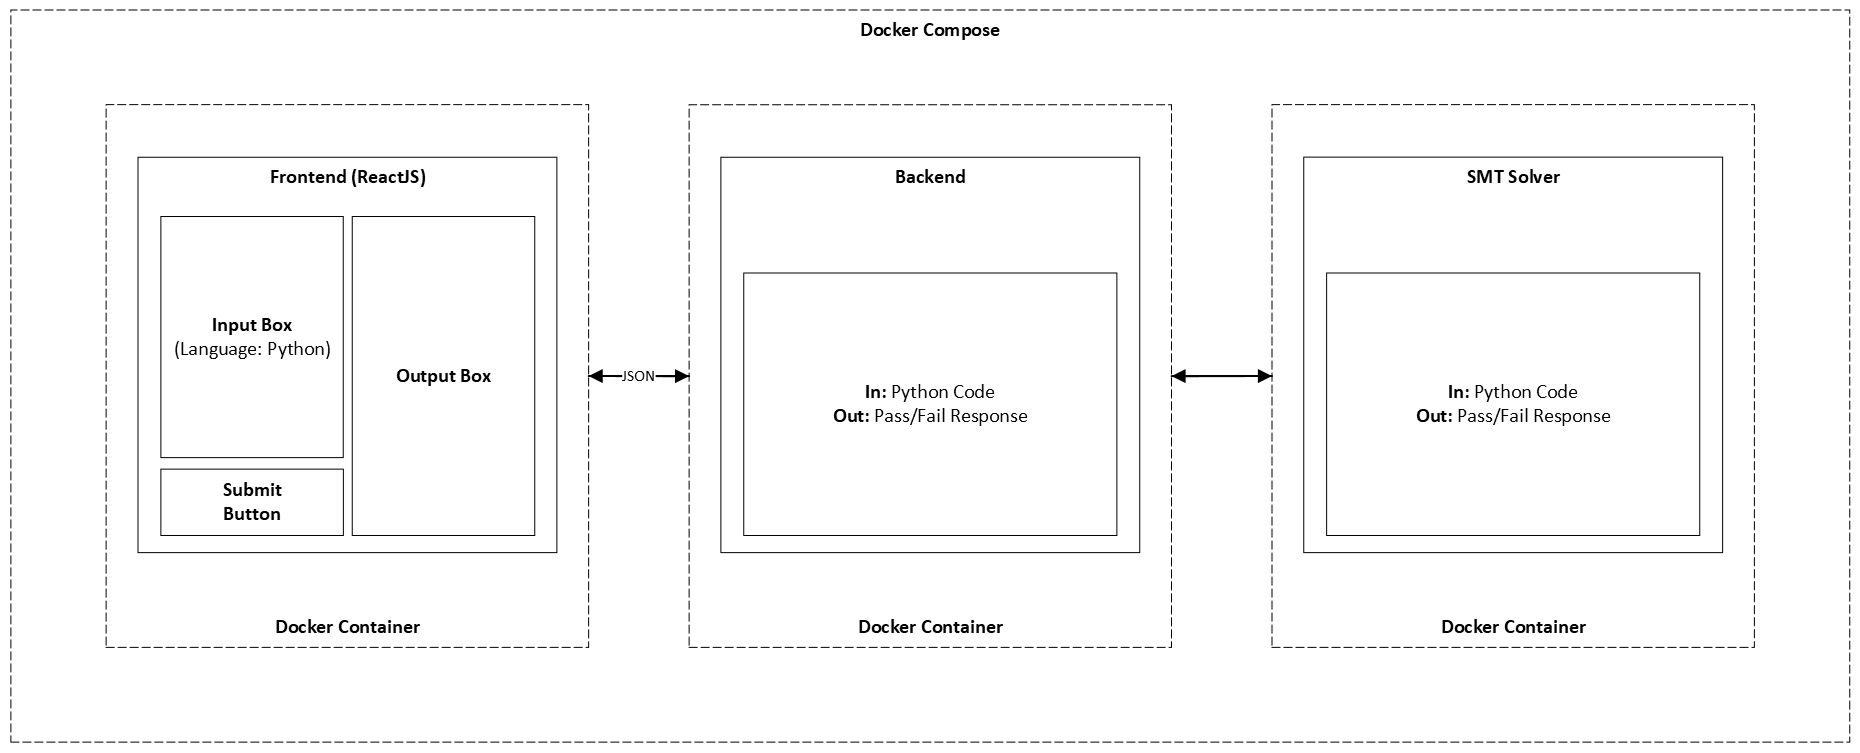 Docker Compose
Frontend (ReactJS)
Input Box
(Language: Python)
Submit
Button
Output Box
Docker Container
JSON
Backend
In: Python Code
Out: Pass/Fail Response
Docker Container
SMT Solver
In: Python Code
Out: Pass/Fail Response
Docker Container